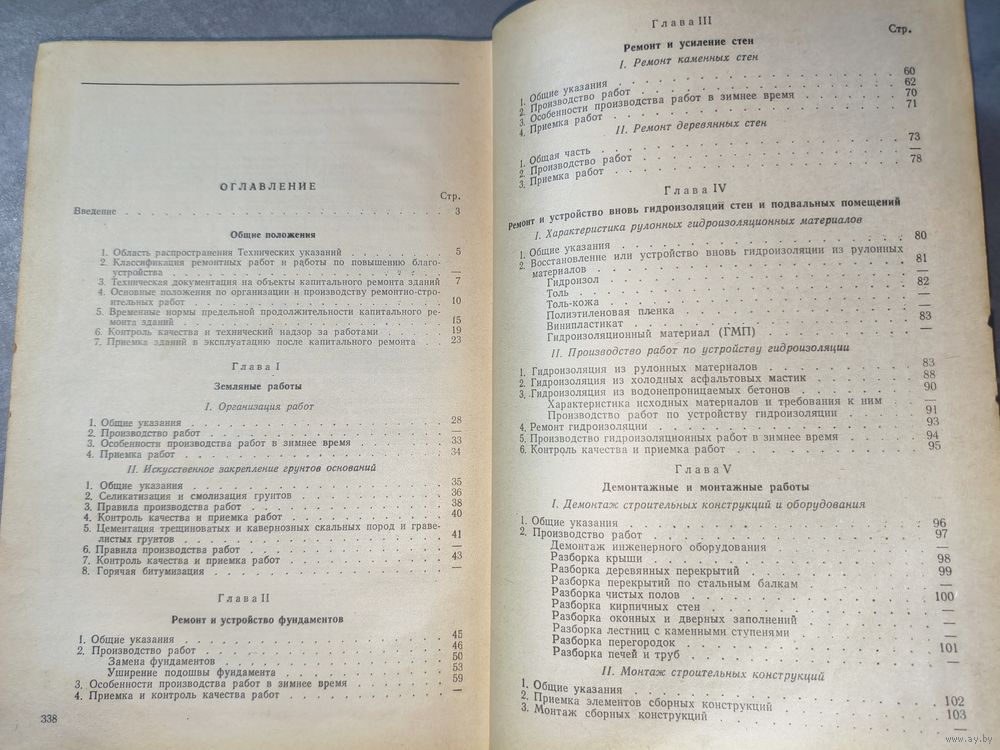 ОГЛАВЛЕНИЕ
Стр.
Введение . . . 3
Общие положения
1. Область распространения Технических указаний . . . 5
2. Классификация ремонтных работ и работы по повышению благо-
устройства . . . —
3. Техническая документация на объекты капитального ремонта зданий 7
4. Основные положения по организации и производству ремонтно-стро-
ительных работ . . . 10
5. Временные нормы предельной продолжительности капитального ре-
монта зданий . . . 15
6. Контроль качества и технический надзор за работами . . . 19
7. Приемка зданий в эксплуатацию после капитального ремонта . . 23
Глава I
Земляные работы
I. Организация работ
1. Общие указания . . . 28
2. Производство работ . . . —
3. Особенности производства работ в зимнее время . . . 33
4. Приемка работ . . . 34
II. Искусственное закрепление грунтов оснований
1. Общие указания . . . 35
2. Силикатизация и смолизация грунтов . . . 36
3. Правила производства работ . . . 38
4. Контроль качества и приемка работ . . . 40
5. Цементация трещиноватых и кавернозных скальных пород и граве-
листых грунтов . . . 41
6. Правила производства работ . . . —
7. Контроль качества и приемка работ . . . 43
8. Горячая битумизация . . . —
Глава II
Ремонт и устройство фундаментов
1. Общие указания . . . 45
2. Производство работ . . . 46
Замена фундаментов . . . 50
Уширение подошвы фундамента . . . 53
3. Особенности производства работ в зимнее время . . . 59
4. Приемка и контроль качества работ . . . —
338
Глава III
Стр.
Ремонт и усиление стен
I. Ремонт каменных стен
1. Общие указания . . . 60
2. Производство работ . . . 62
3. Особенности производства работ в зимнее время . . . 70
4. Приемка работ . . . 71
II. Ремонт деревянных стен
1. Общая часть . . . 73
2. Производство работ . . . —
3. Приемка работ . . . 78
Глава IV
Ремонт и устройство вновь гидроизоляций стен и подвальных помещений
I. Характеристика рулонных гидроизоляционных материалов
1. Общие указания . . . 80
2. Восстановление или устройство вновь гидроизоляции из рулонных
материалов . . . 81
Гидроизол . . . —
Толь . . . 82
Толь-кожа . . . —
Полиэтиленовая пленка . . . —
Винипластикат . . . 83
Гидроизоляционный материал (ГМП) . . . —
II. Производство работ по устройству гидроизоляции
1. Гидроизоляция из рулонных материалов . . . 83
2. Гидроизоляция из холодных асфальтовых мастик . . . 88
3. Гидроизоляция из водонепроницаемых бетонов . . . 90
Характеристика исходных материалов и требования к ним . . . —
Производство работ по устройству гидроизоляции . . . 91
4. Ремонт гидроизоляции . . . 93
5. Производство гидроизоляционных работ в зимнее время . . . 94
6. Контроль качества и приемка работ . . . 95
Глава V
Демонтажные и монтажные работы
I. Демонтаж строительных конструкций и оборудования
1. Общие указания . . . 96
2. Производство работ . . . 97
Демонтаж инженерного оборудования . . . —
Разборка крыши . . . 98
Разборка деревянных перекрытий . . . 99
Разборка перекрытий по стальным балкам . . . —
Разборка чистых полов . . . 100
Разборка кирпичных стен . . . —
Разборка оконных и дверных заполнений . . . —
Разборка лестниц с каменными ступенями . . . —
Разборка перегородок . . . 101
Разборка печей и труб . . . —
II. Монтаж строительных конструкций
1. Общие указания . . . 102
2. Приемка элементов сборных конструкций . . . 103
3. Монтаж сборных конструкций . . . —
www.ay.by